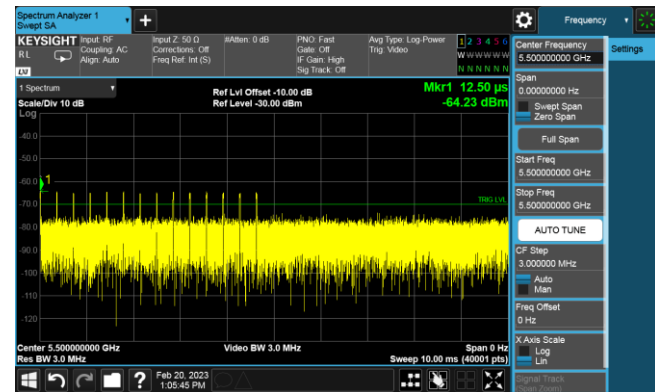 Spectrum Analyzer 1
Swept SA
Frequency
KEYSIGHT
RL
LNI
Input: RF
Coupling: AC
Align: Auto
Input Z: 50 Ω
Corrections: Off
Freq Ref: Int (S)
#Atten: 0 dB
PNO: Fast
Gate: Off
IF Gain: High
Sig Track: Off
Avg Type: Log-Power
Trig: Video
1 2 3 4 5 6
W W W W W W
N N N N N N
1 Spectrum
Scale/Div 10 dB
Log
Ref Lvl Offset -10.00 dB
Ref Level -30.00 dBm
Mkr1 12.50 µs
-64.23 dBm
-40.0
-50.0
-60.0
1
-70.0
TRIG LVL
-80.0
-90.0
-100
-110
-120
Center 5.500000000 GHz
Res BW 3.0 MHz
Video BW 3.0 MHz
Span 0 Hz
Sweep 10.00 ms (40001 pts)
Feb 20, 2023
1:05:45 PM
Center Frequency
5.500000000 GHz
Settings
Span
0.00000000 Hz
Swept Span
Zero Span
Full Span
Start Freq
5.500000000 GHz
Stop Freq
5.500000000 GHz
AUTO TUNE
CF Step
3.000000 MHz
Auto
Man
Freq Offset
0 Hz
X Axis Scale
Log
Lin
Signal Track
(Span Zoom)